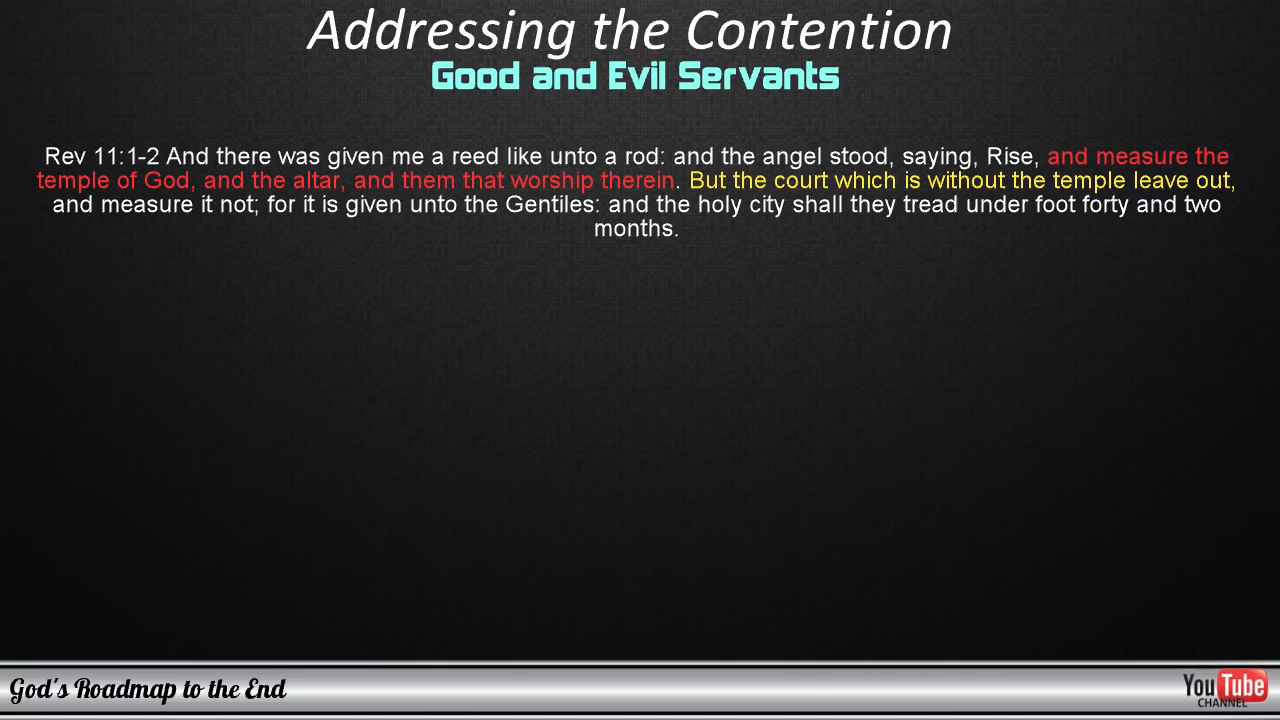 Addressing the Contention
Good and Evil Servants
Rev 11:1-2 And there was given me a reed like unto a rod: and the angel stood, saying, Rise, and measure the
temple of God, and the altar, and them that worship therein. But the court which is without the temple leave out,
and measure it not; for it is given unto the Gentiles: and the holy city shall they tread under foot forty and two
months.
God's Roadmap to the End
YouTube
CHANNEL